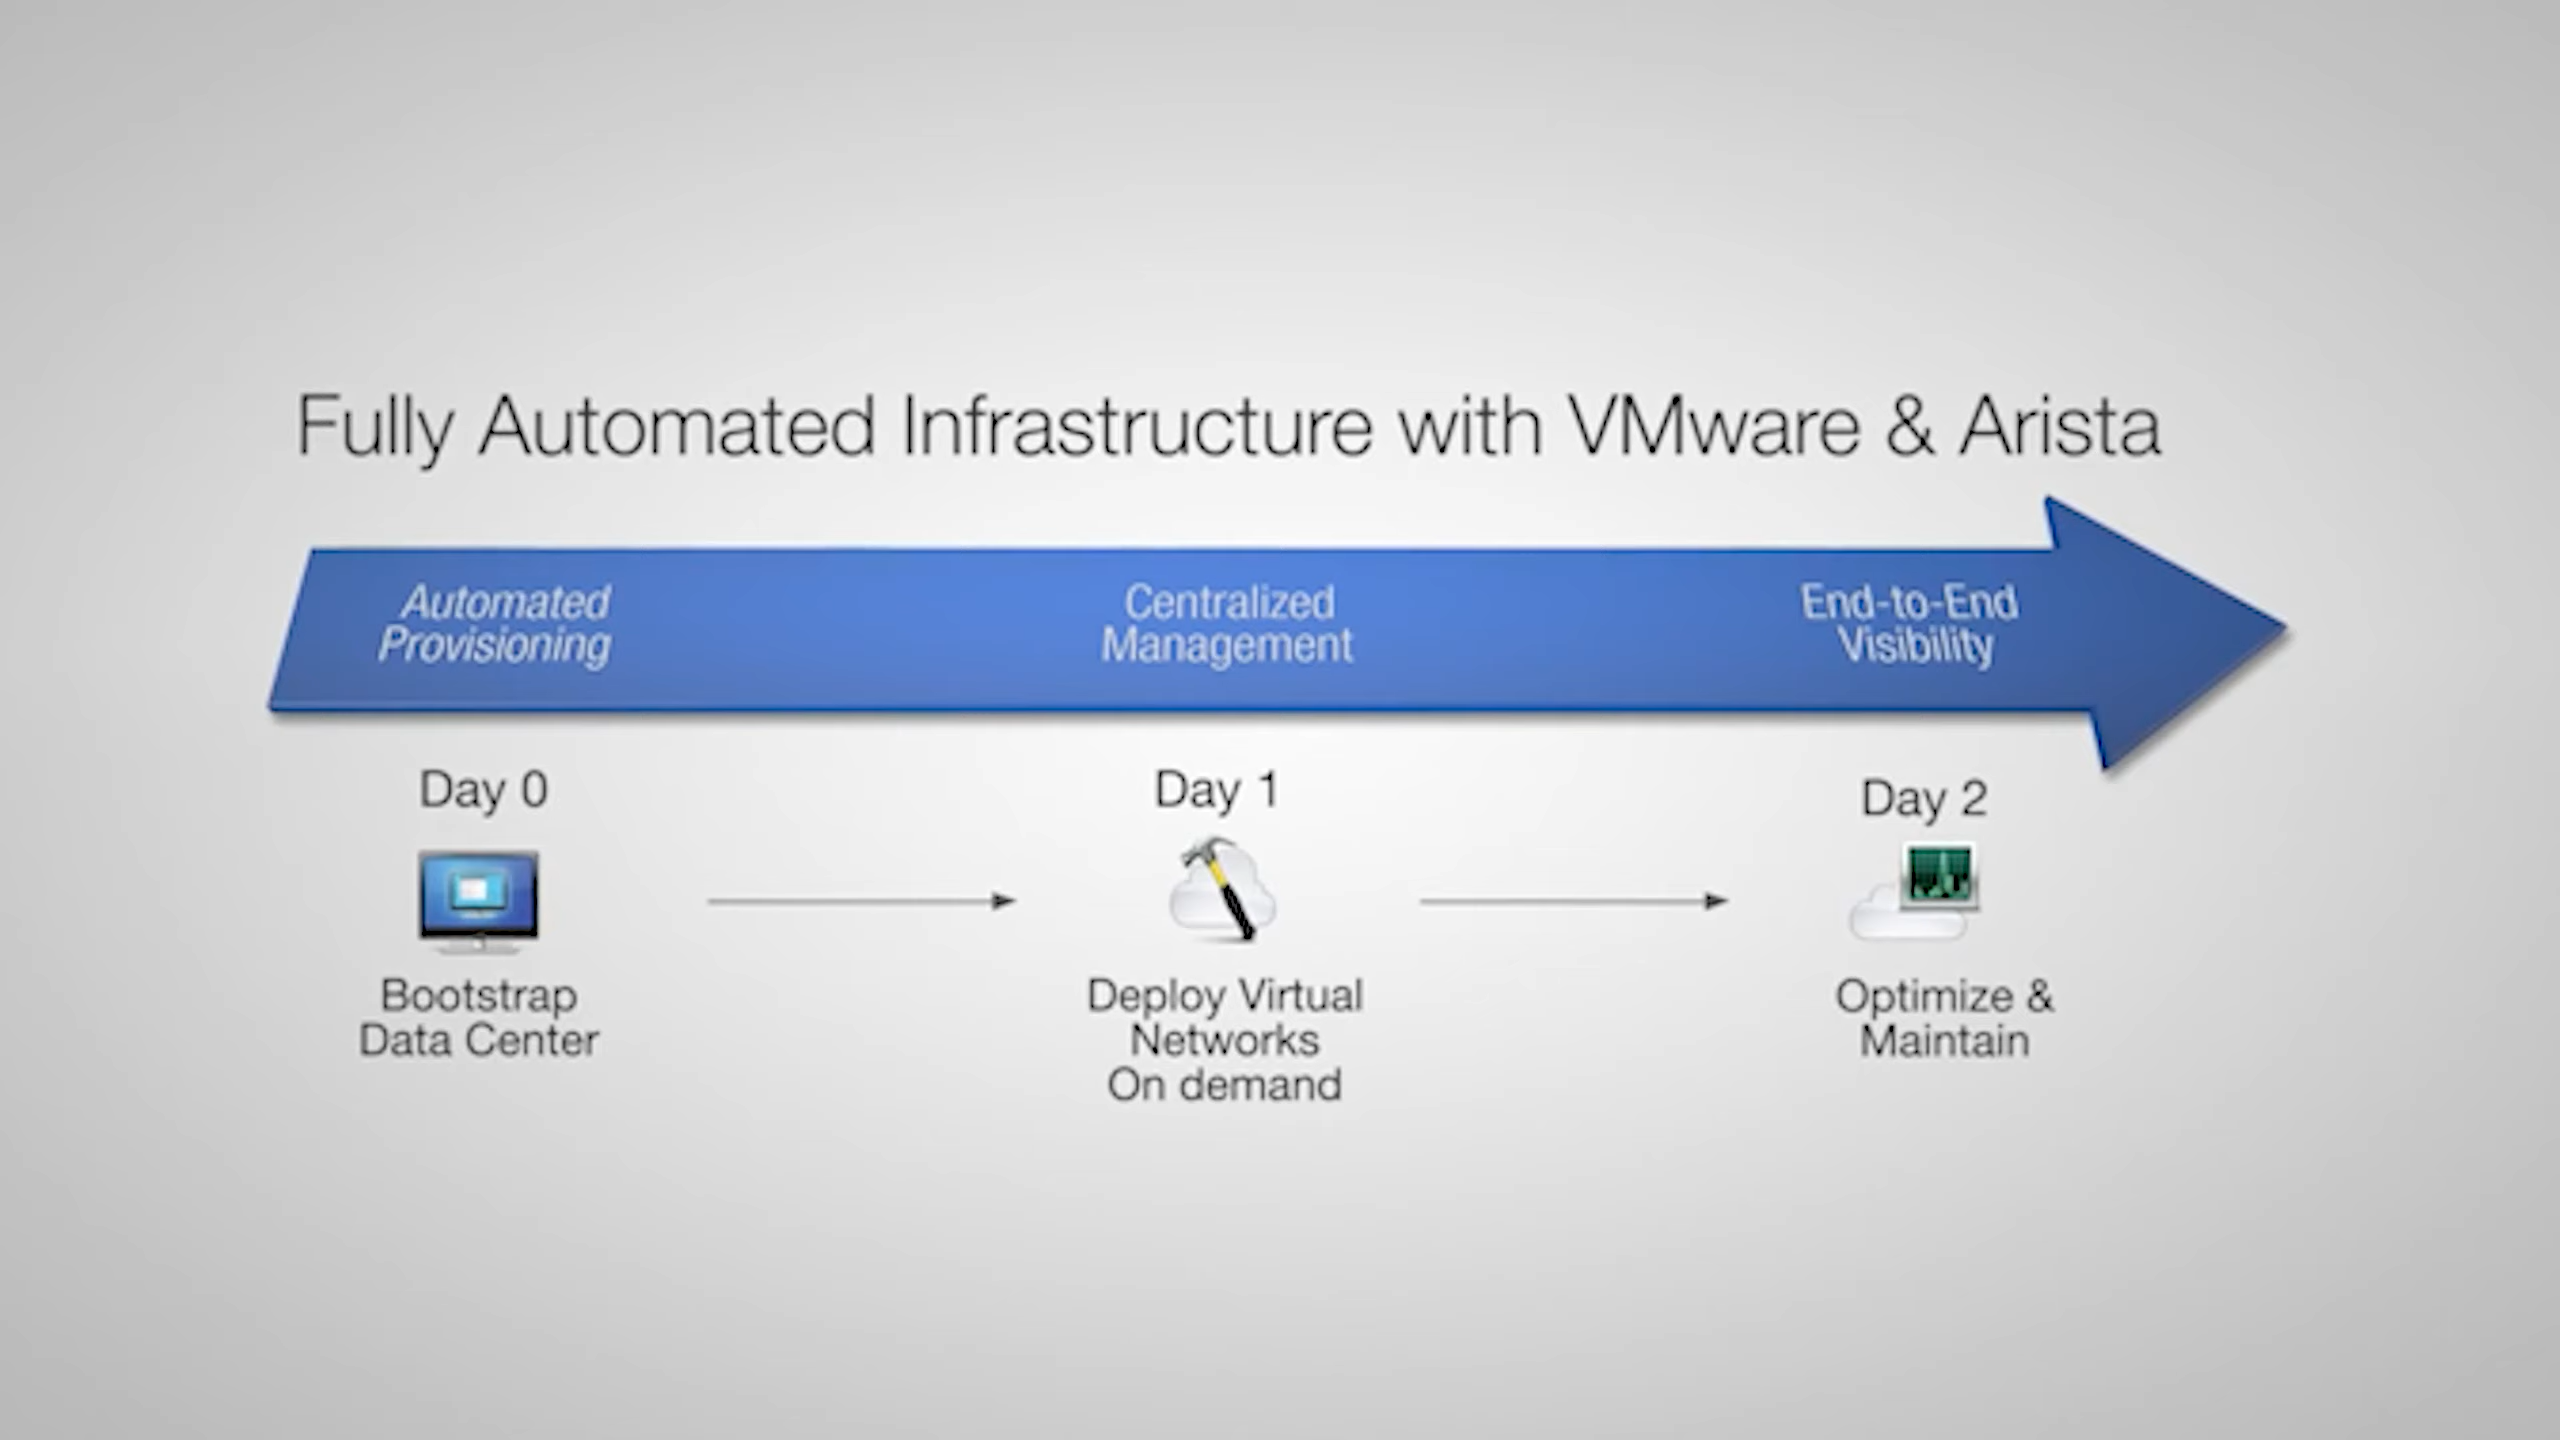 Fully Automated Infrastructure with VMware & Arista
Automated
Provisioning
Centralized
Management
End-to-End
Visibility
Day 0
Day 1
Day 2
Bootstrap
Data Center
Deploy Virtual
Networks
On demand
Optimize &
Maintain